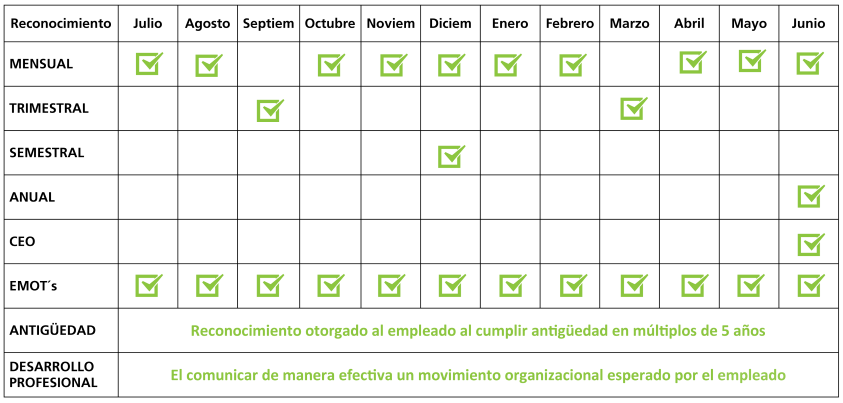 Reconocimiento Julio Agosto Septiem Octubre Noviem Diciem Enero Febrero Marzo Abril Mayo Junio
MENSUAL
TRIMESTRAL
SEMESTRAL
ANUAL
CEO
EMOT´s
ANTIGÜEDAD Reconocimiento otorgado al empleado al cumplir antigüedad en múltiplos de 5 años
DESARROLLO
PROFESIONAL El comunicar de manera efectiva un movimiento organizacional esperado por el empleado